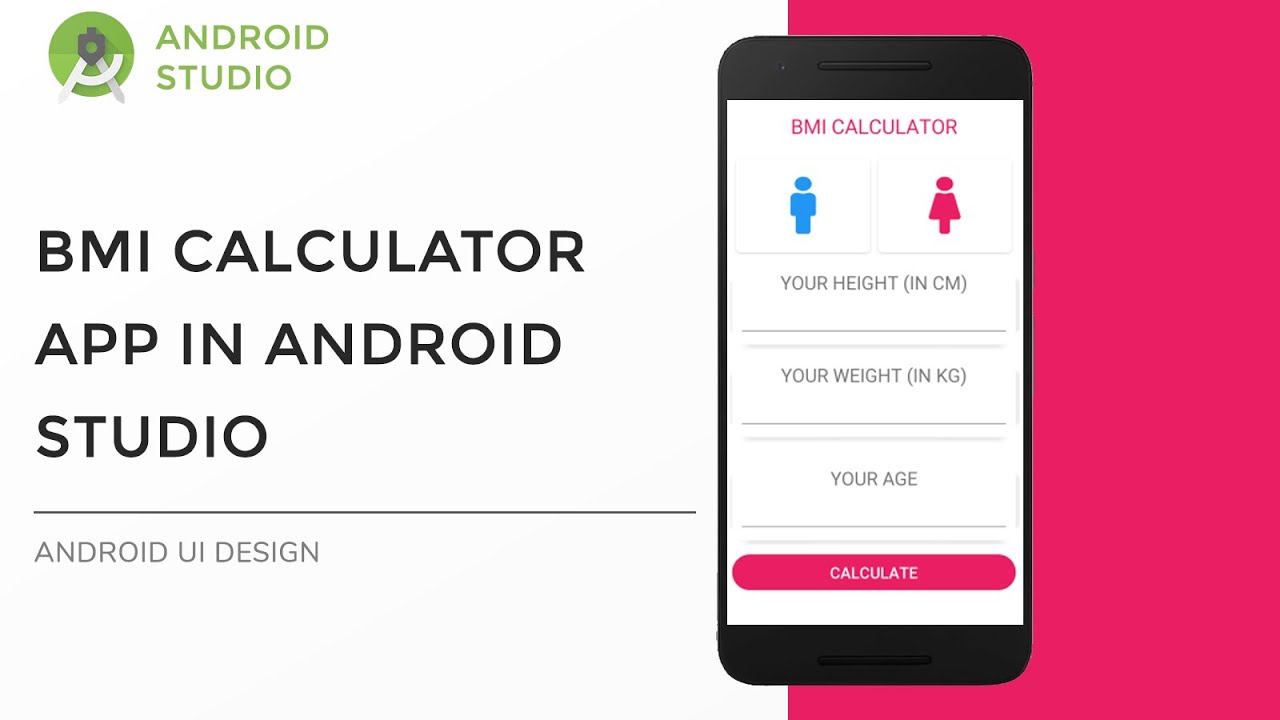 ANDROID
STUDIO
BMI CALCULATOR
APP IN ANDROID
STUDIO
ANDROID UI DESIGN
BMI CALCULATOR
YOUR HEIGHT (IN CM)
YOUR WEIGHT (IN KG)
YOUR AGE
CALCULATE